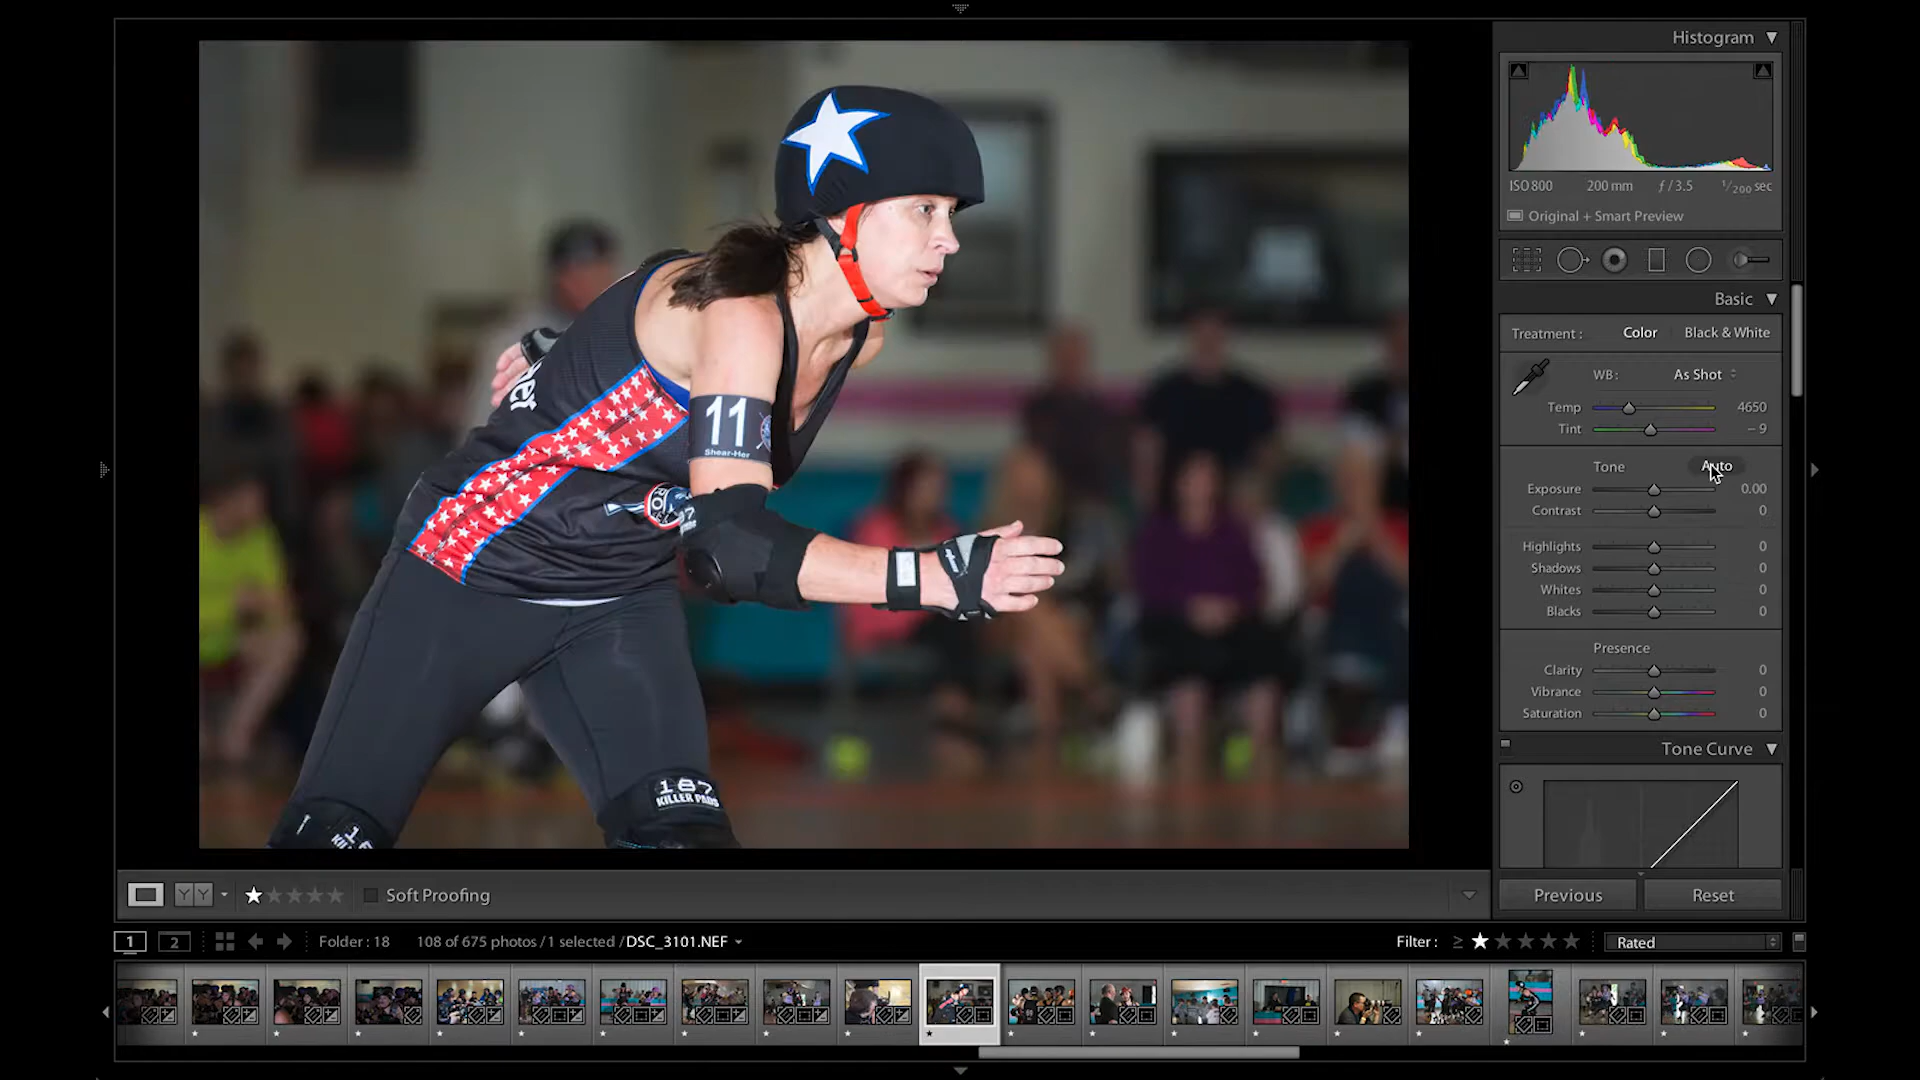 Histogram
ISO 800 200 mm ƒ / 3.5 1/200 sec
Original + Smart Preview
Basic
Treatment : Color Black & White
WB : As Shot
Temp 4650
Tint – 9
Tone Auto
Exposure 0.00
Contrast 0
Highlights 0
Shadows 0
Whites 0
Blacks 0
Presence
Clarity 0
Vibrance 0
Saturation 0
Tone Curve
Previous Reset
11
Shear-Her
her
187
187
KILLER PADS
Y Y Soft Proofing
1 2 Folder : 18 108 of 675 photos / 1 selected / DSC_3101.NEF Filter : ≥ Rated